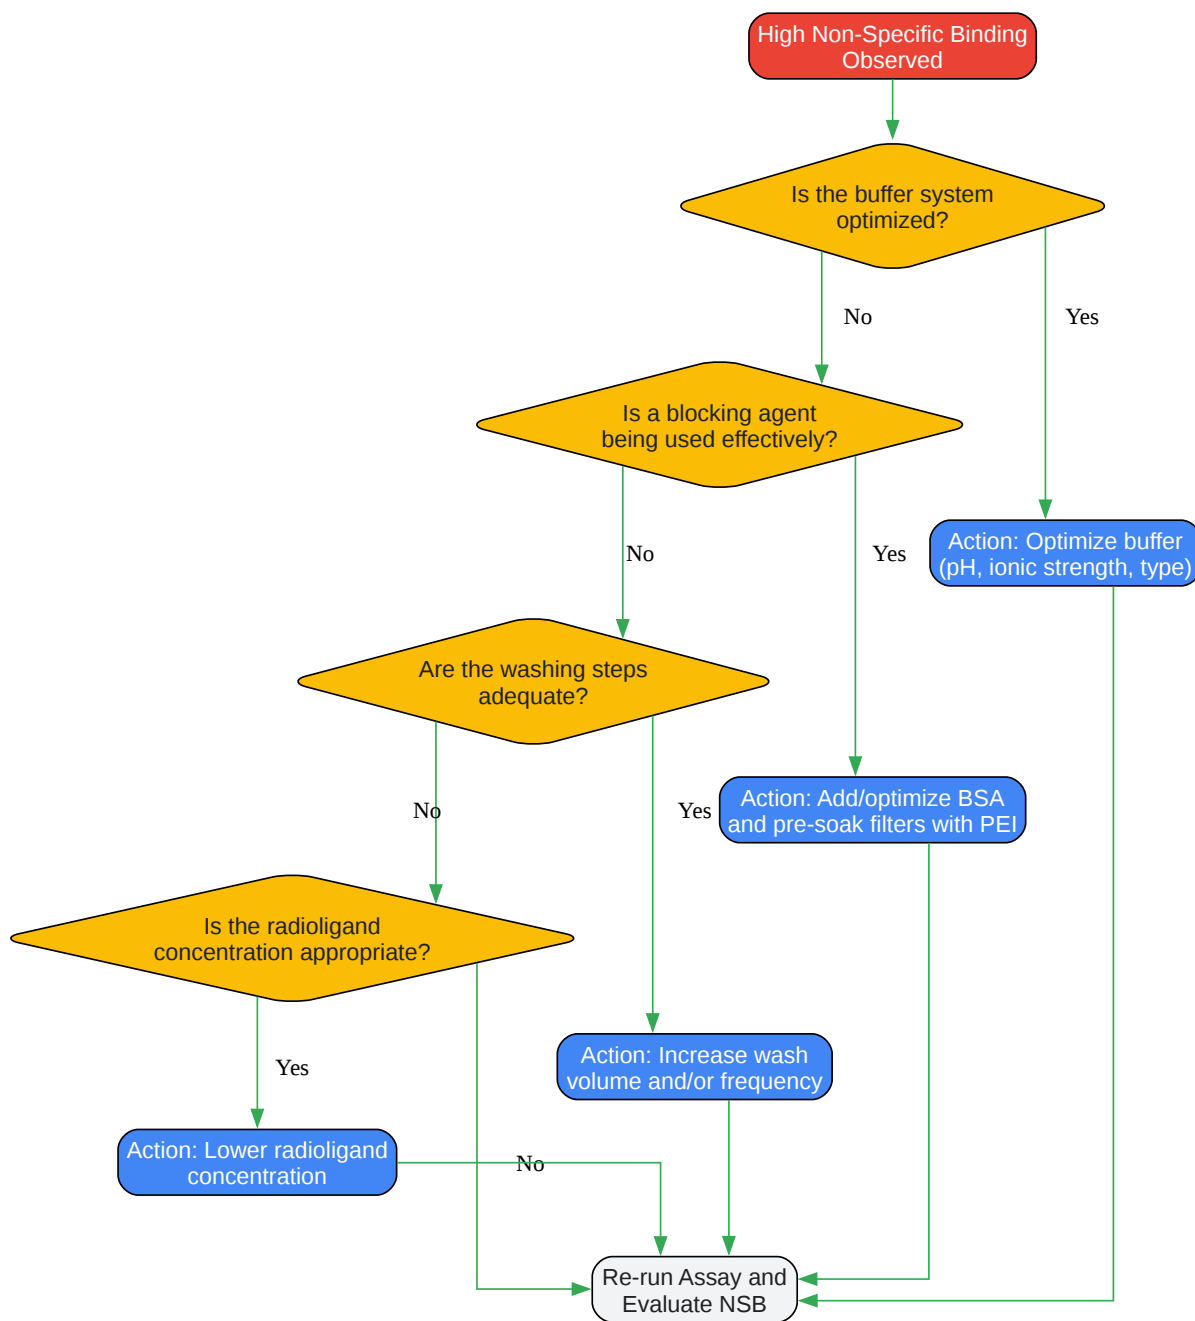 High Non-Specific Binding
Observed
Is the buffer system
optimized?
No
Yes
Is a blocking agent
being used effectively?
No
Yes
Action: Optimize buffer
(pH, ionic strength, type)
Are the washing steps
adequate?
No
Yes
Action: Add/optimize BSA
and pre-soak filters with PEI
Is the radioligand
concentration appropriate?
Yes
No
Action: Increase wash
volume and/or frequency
Action: Lower radioligand
concentration
Re-run Assay and
Evaluate NSB